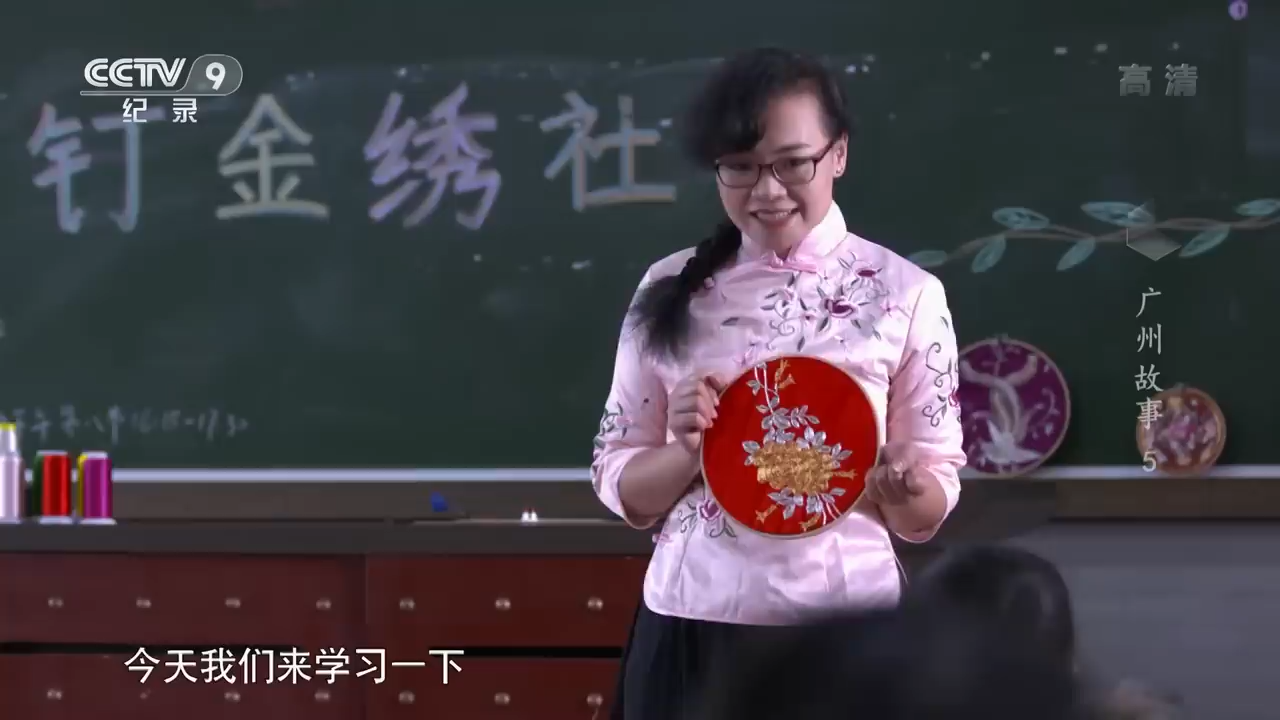 CCTV 9
纪录
高清
钉金绣社
广州故事 5
今天我们来学习一下